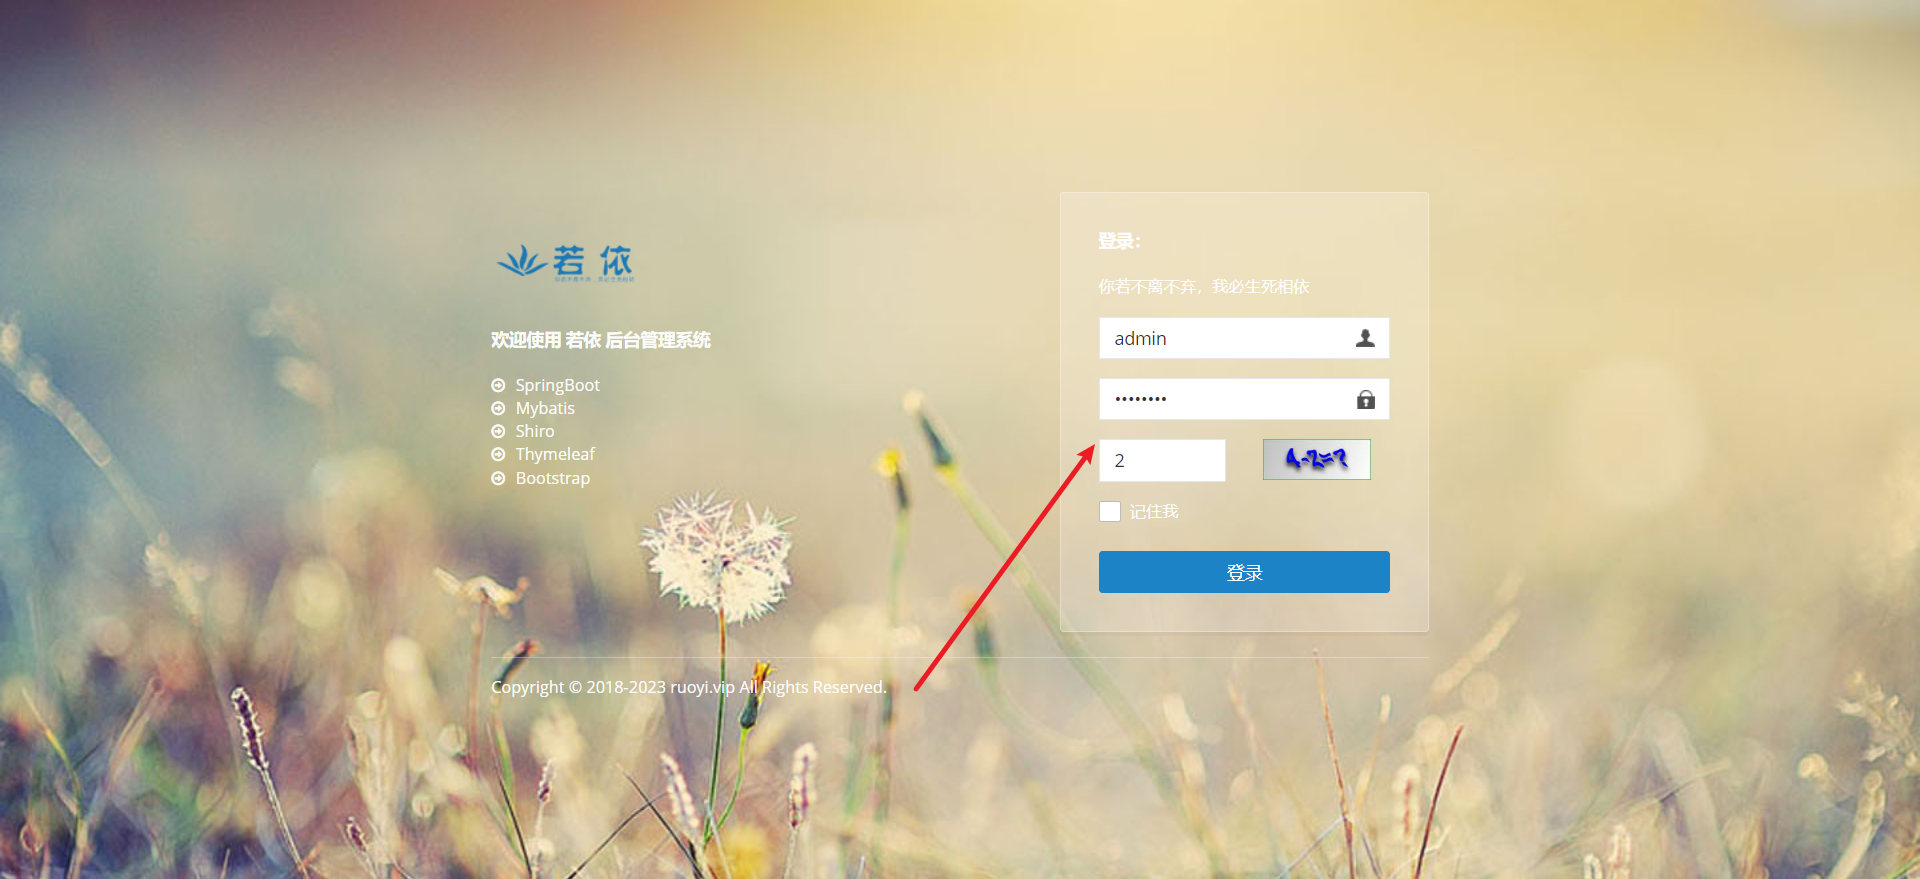 若 依
欢迎使用 若依 后台管理系统
SpringBoot
Mybatis
Shiro
Thymeleaf
Bootstrap
登录：
你若不离不弃，我必生死相依
admin
••••••••
2
4-2=?
记住我
登录
Copyright © 2018-2023 ruoyi.vip All Rights Reserved.